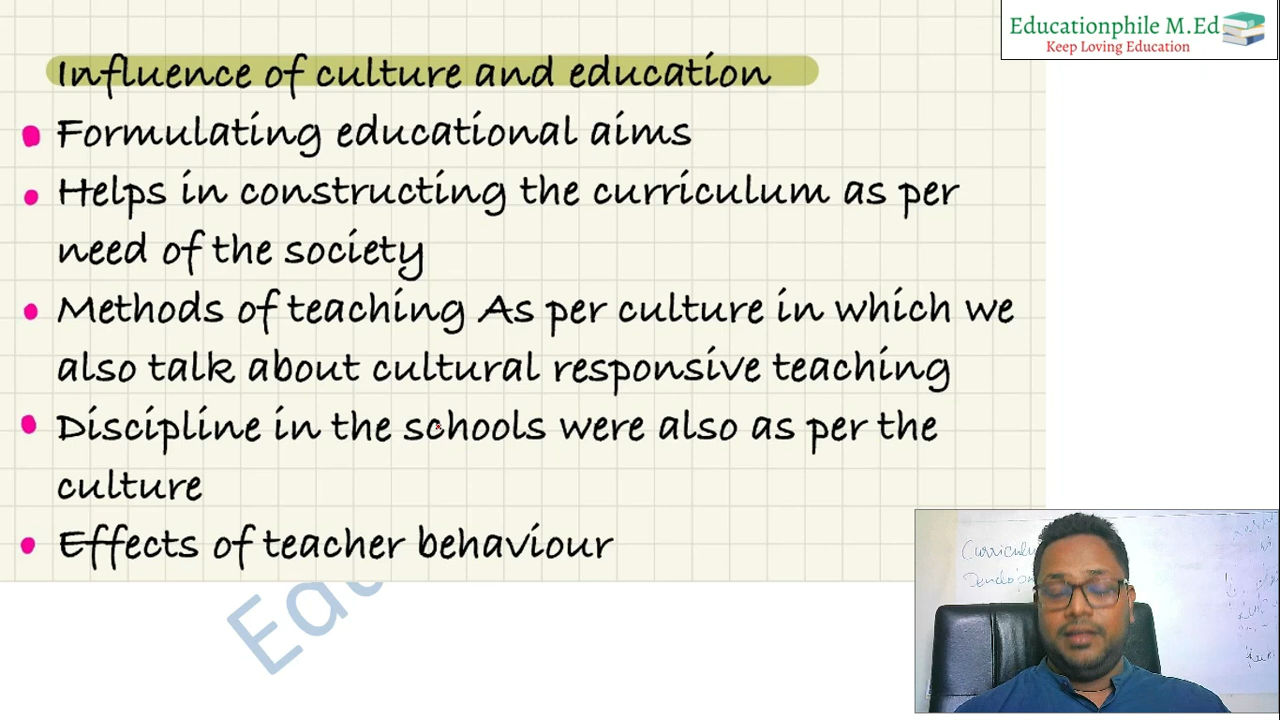 Educationphile M.Ed
Keep Loving Education
Influence of culture and education
Formulating educational aims
Helps in constructing the curriculum as per
need of the society
Methods of teaching As per culture in which we
also talk about cultural responsive teaching
Discipline in the schools were also as per the
culture
Effects of teacher behaviour